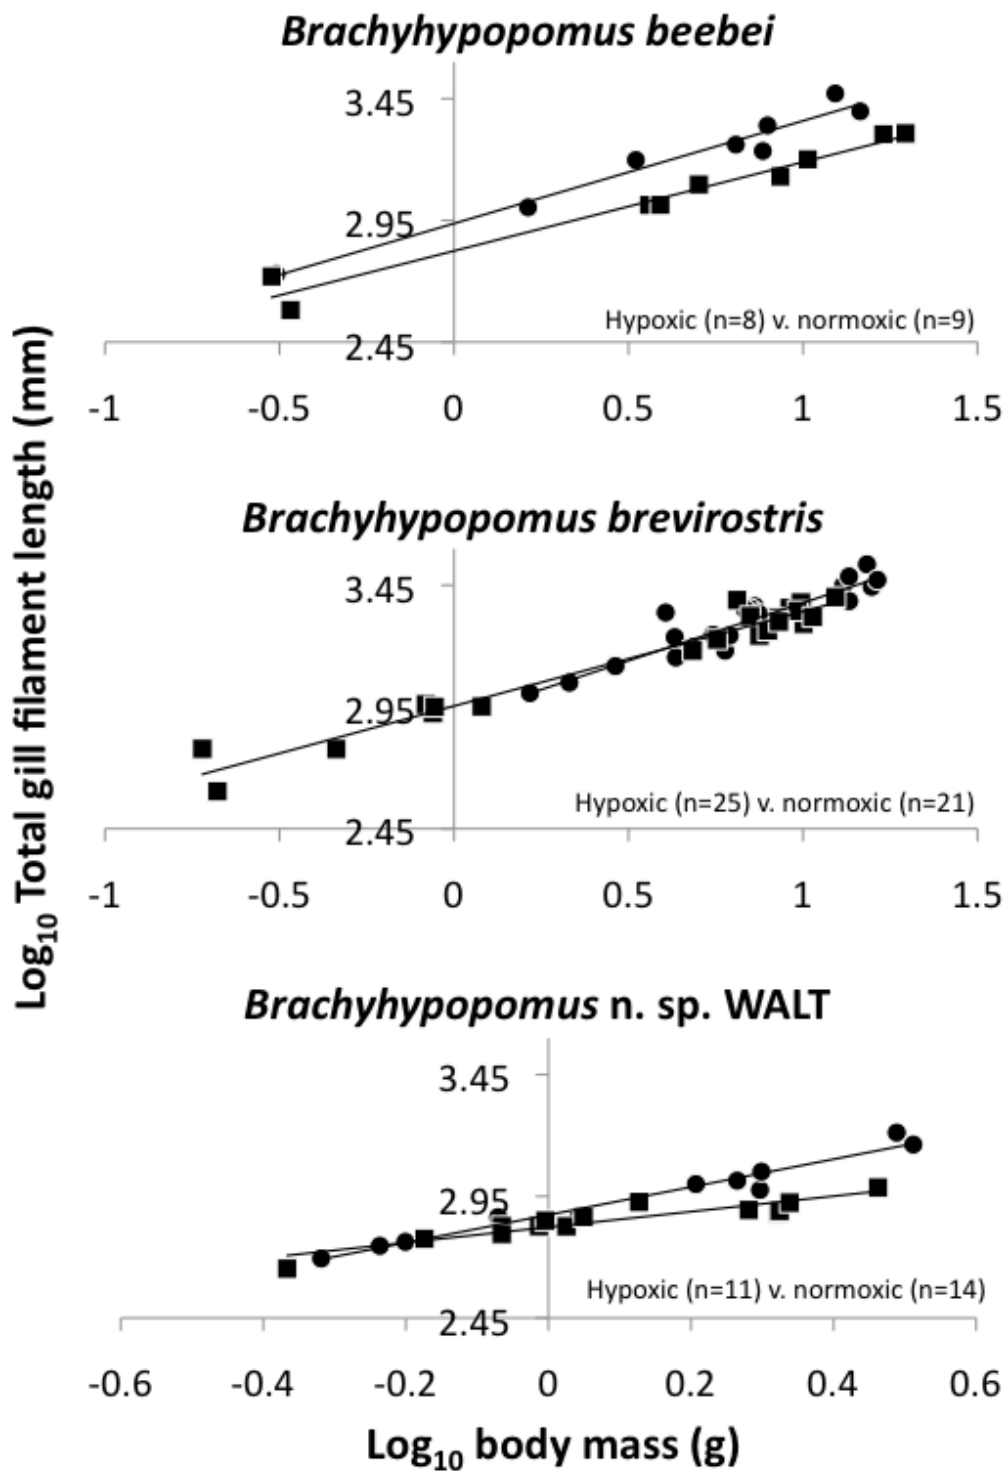 Log10 Total gill filament length (mm)
Brachyhypopomus beebei
3.45
2.95
2.45
Hypoxic (n=8) v. normoxic (n=9)
-1 -0.5 0 0.5 1 1.5
Brachyhypopomus brevirostris
3.45
2.95
2.45
Hypoxic (n=25) v. normoxic (n=21)
-1 -0.5 0 0.5 1 1.5
Brachyhypopomus n. sp. WALT
3.45
2.95
2.45
Hypoxic (n=11) v. normoxic (n=14)
-0.6 -0.4 -0.2 0 0.2 0.4 0.6
Log10 body mass (g)